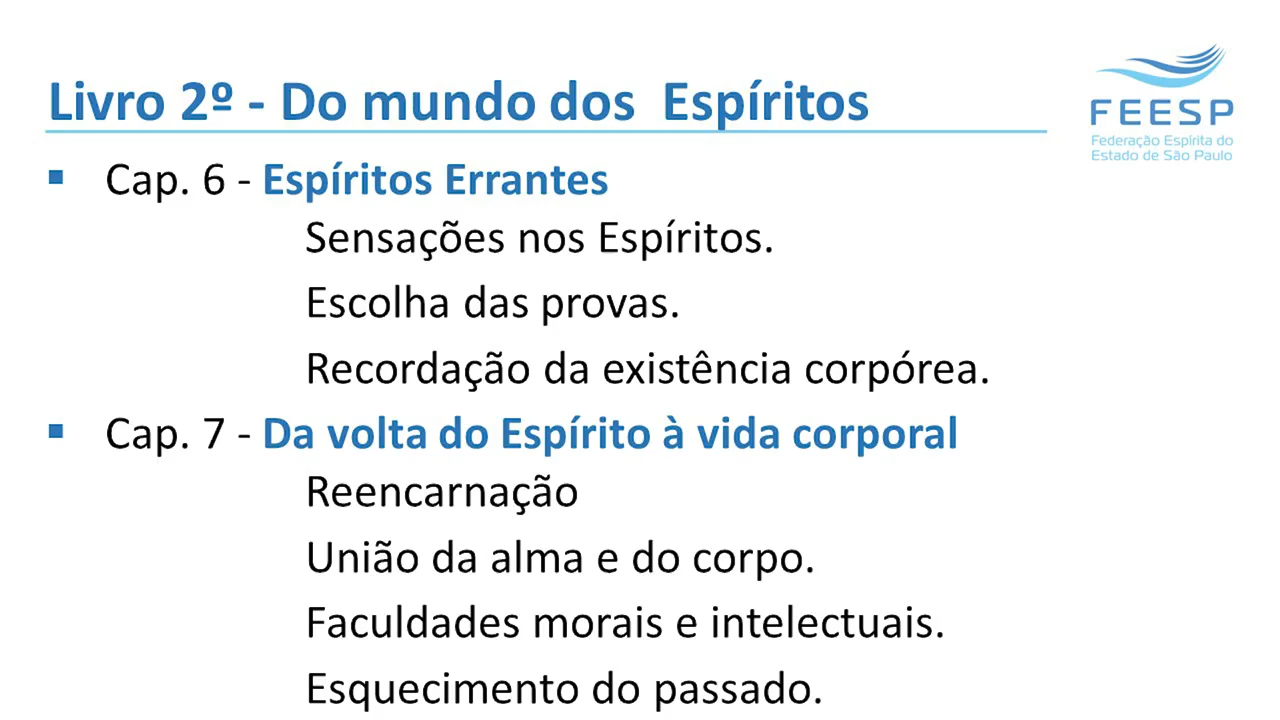 Livro 2º - Do mundo dos Espíritos
FEESP
Federação Espírita do
Estado de São Paulo
▪ Cap. 6 - Espíritos Errantes
Sensações nos Espíritos.
Escolha das provas.
Recordação da existência corpórea.
▪ Cap. 7 - Da volta do Espírito à vida corporal
Reencarnação
União da alma e do corpo.
Faculdades morais e intelectuais.
Esquecimento do passado.